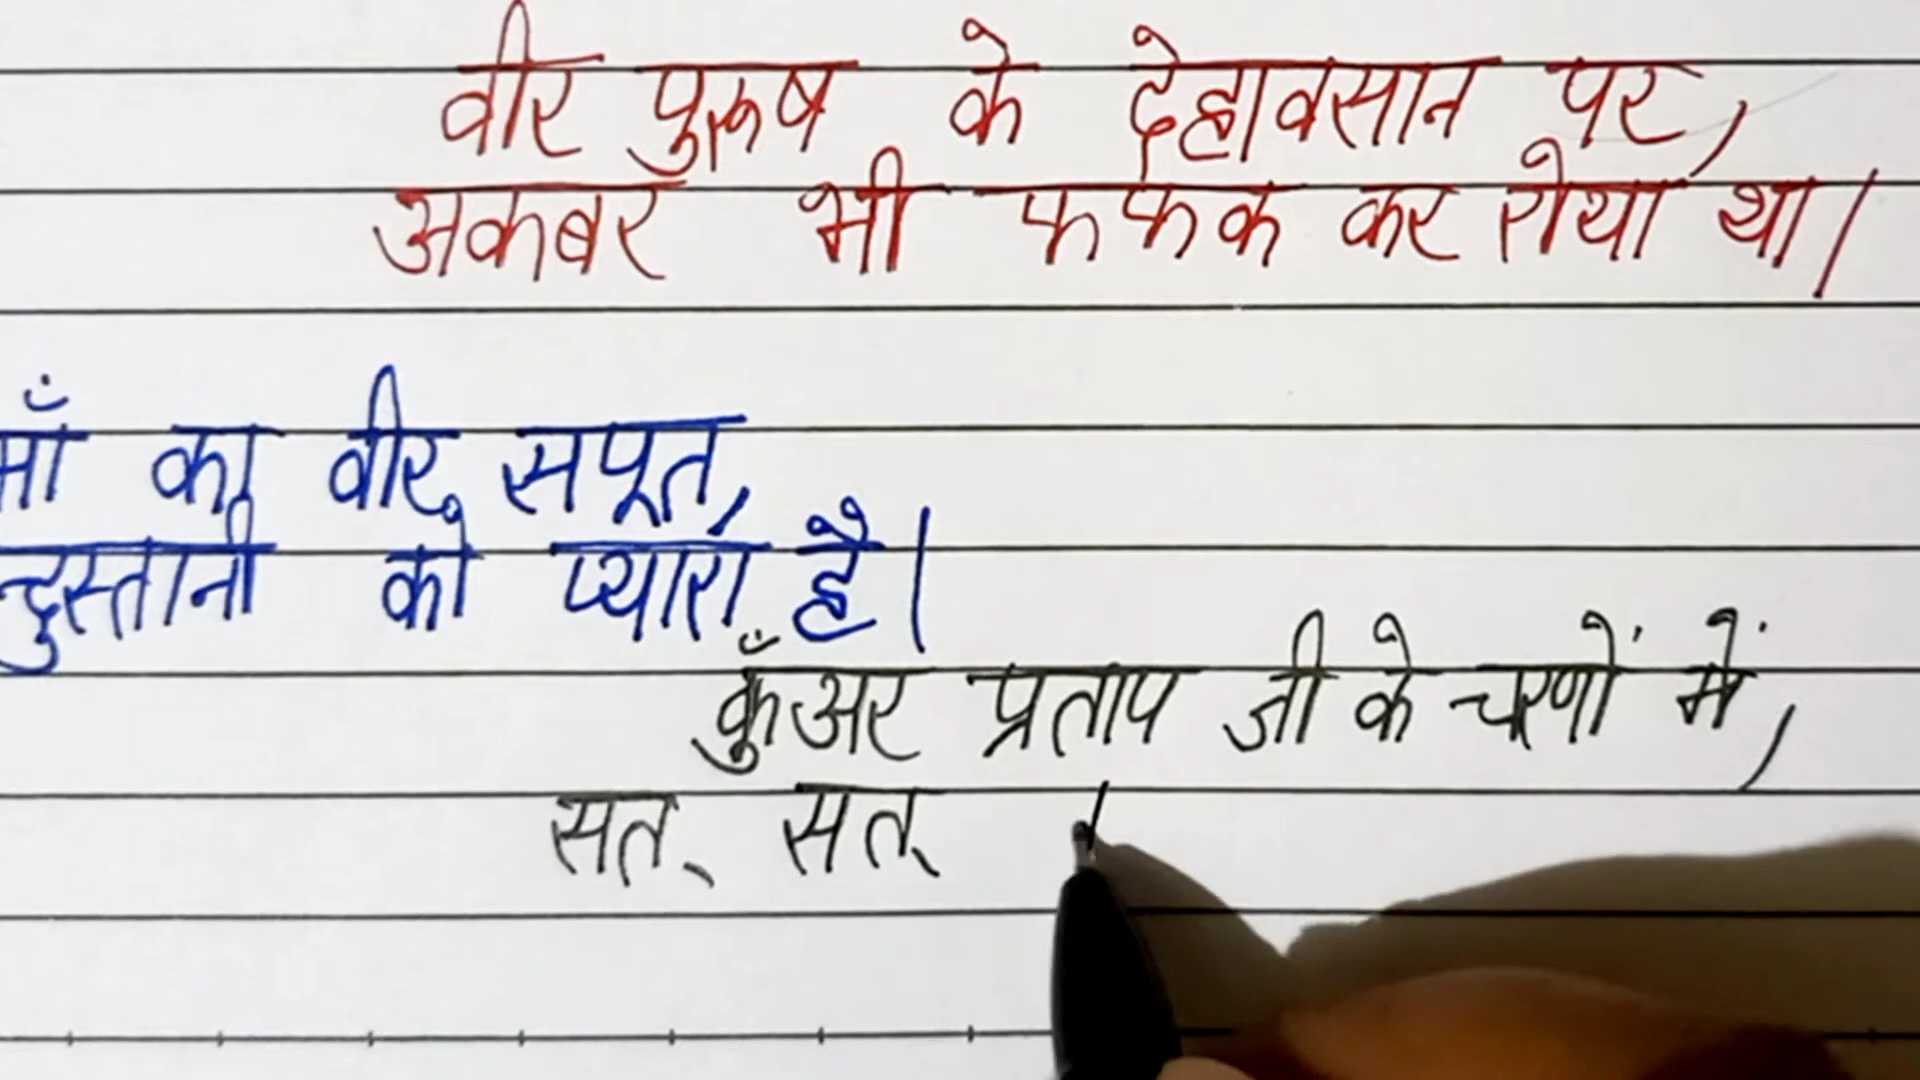 वीर पुरूष के देहावसान पर,
अकबर भी फफक कर रोया था।
माँ का वीर सपूत,
न्दुस्तानी को प्यारा है।
कुँअर प्रताप जी के चरणों में,
सत् सत्